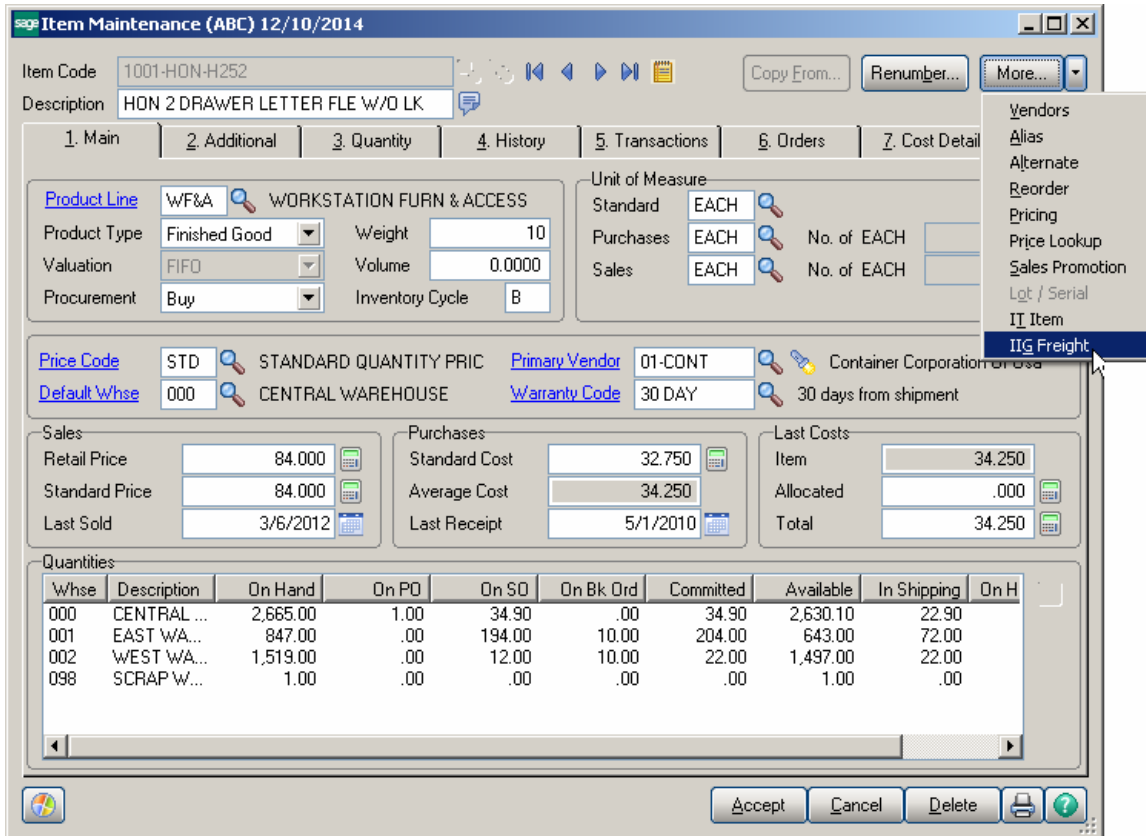 sage Item Maintenance (ABC) 12/10/2014
Item Code 1001-HON-H252 Copy From... Renumber... More...
Description HON 2 DRAWER LETTER FLE W/O LK
Vendors
Alias
Alternate
Reorder
Pricing
Price Lookup
Sales Promotion
Lot / Serial
IT Item
IIG Freight
1. Main 2. Additional 3. Quantity 4. History 5. Transactions 6. Orders 7. Cost Detail
Product Line WF&A WORKSTATION FURN & ACCESS
Product Type Finished Good Weight 10
Valuation FIFO Volume 0.0000
Procurement Buy Inventory Cycle B
Unit of Measure
Standard EACH
Purchases EACH No. of EACH
Sales EACH No. of EACH
Price Code STD STANDARD QUANTITY PRIC Primary Vendor 01-CONT Container Corporation Of Usa
Default Whse 000 CENTRAL WAREHOUSE Warranty Code 30 DAY 30 days from shipment
Sales
Retail Price 84.000
Standard Price 84.000
Last Sold 3/6/2012
Purchases
Standard Cost 32.750
Average Cost 34.250
Last Receipt 5/1/2010
Last Costs
Item 34.250
Allocated .000
Total 34.250
Quantities
Whse Description On Hand On PO On SO On Bk Ord Committed Available In Shipping On H
000 CENTRAL ... 2,665.00 1.00 34.90 .00 34.90 2,630.10 22.90
001 EAST WA... 847.00 .00 194.00 10.00 204.00 643.00 72.00
002 WEST WA... 1,519.00 .00 12.00 10.00 22.00 1,497.00 22.00
098 SCRAP W... 1.00 .00 .00 .00 .00 1.00 .00
Accept Cancel Delete